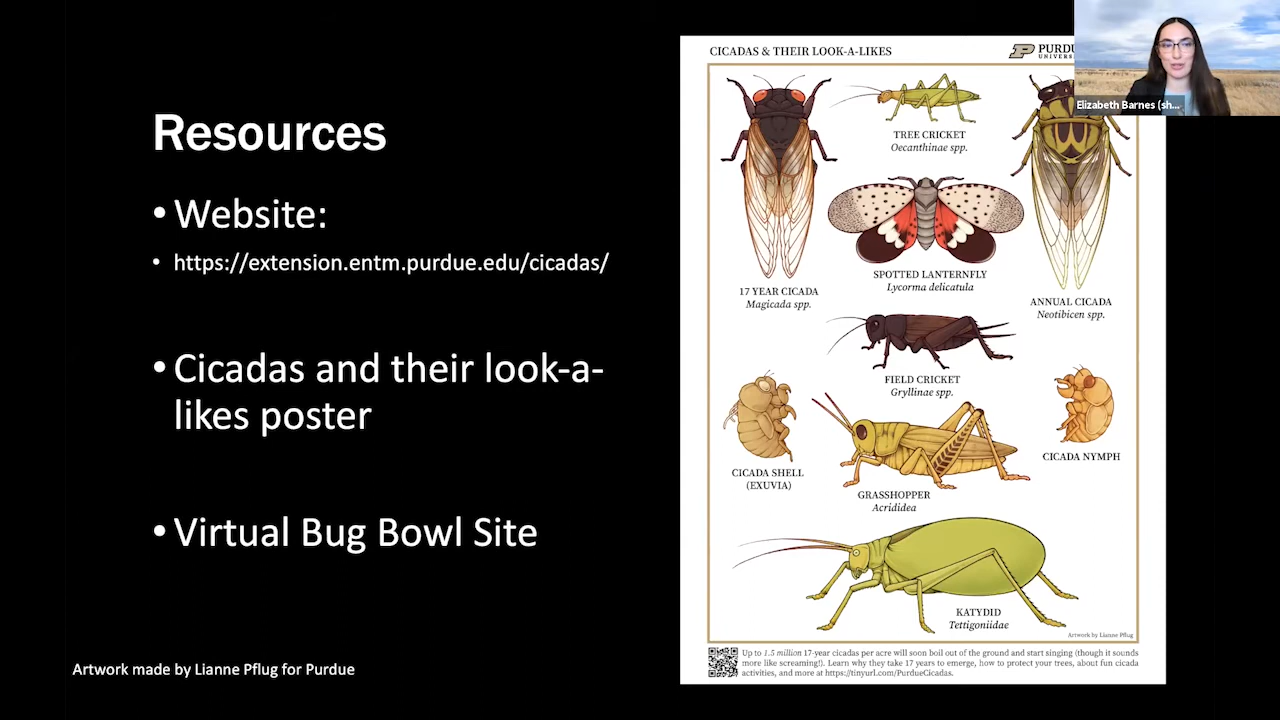 Resources
• Website:
• https://extension.entm.purdue.edu/cicadas/
• Cicadas and their look-a-
likes poster
• Virtual Bug Bowl Site
Artwork made by Lianne Pflug for Purdue
CICADAS & THEIR LOOK-A-LIKES
TREE CRICKET
Oecanthinae spp.
SPOTTED LANTERNFLY
Lycorma delicatula
17 YEAR CICADA
Magicada spp.
ANNUAL CICADA
Neotibicen spp.
FIELD CRICKET
Gryllinae spp.
CICADA SHELL
(EXUVIA)
CICADA NYMPH
GRASSHOPPER
Acrididea
KATYDID
Tettigoniidae
Artwork by Lianne Pflug
Up to 1.5 million 17-year cicadas per acre will soon boil out of the ground and start singing (though it sounds
more like screaming!). Learn why they take 17 years to emerge, how to protect your trees, about fun cicada
activities, and more at https://tinyurl.com/PurdueCicadas.
Elizabeth Barnes (sh...